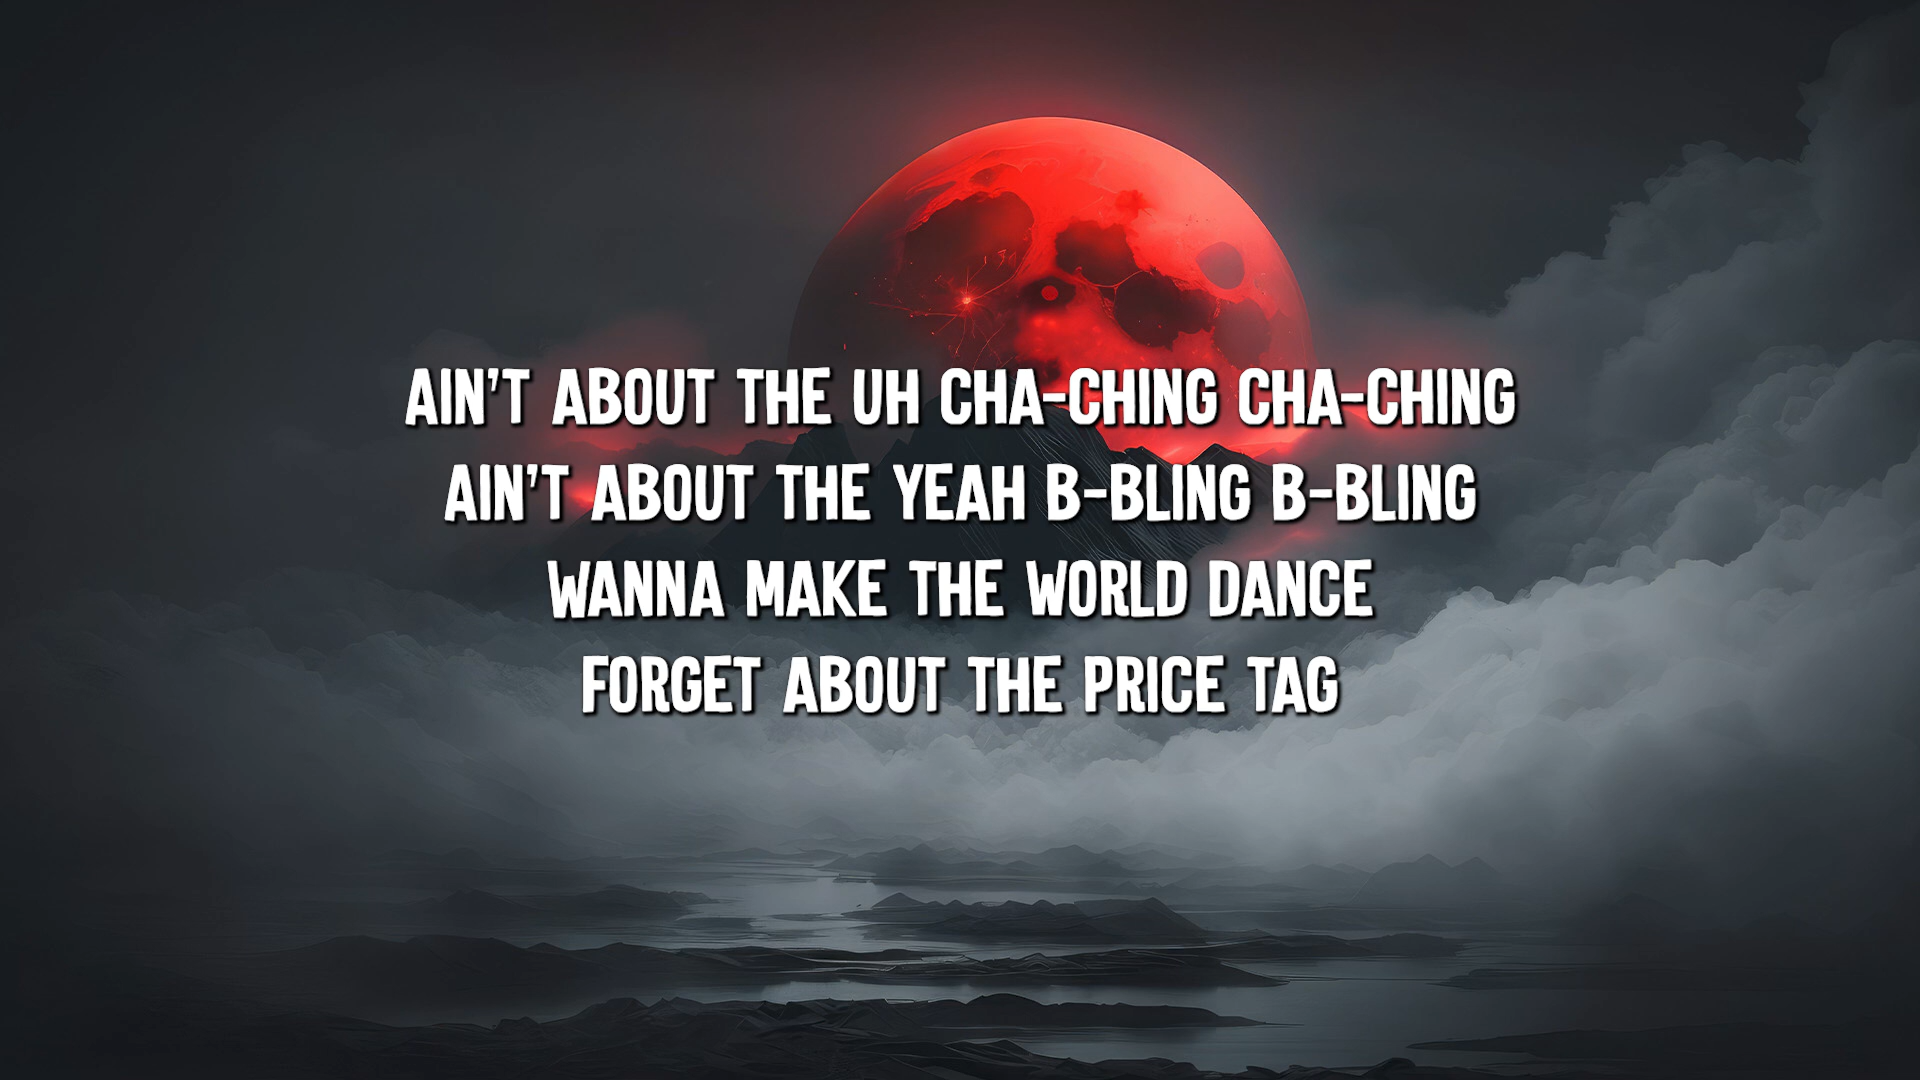 AIN'T ABOUT THE UH CHA-CHING CHA-CHING
AIN'T ABOUT THE YEAH B-BLING B-BLING
WANNA MAKE THE WORLD DANCE
FORGET ABOUT THE PRICE TAG